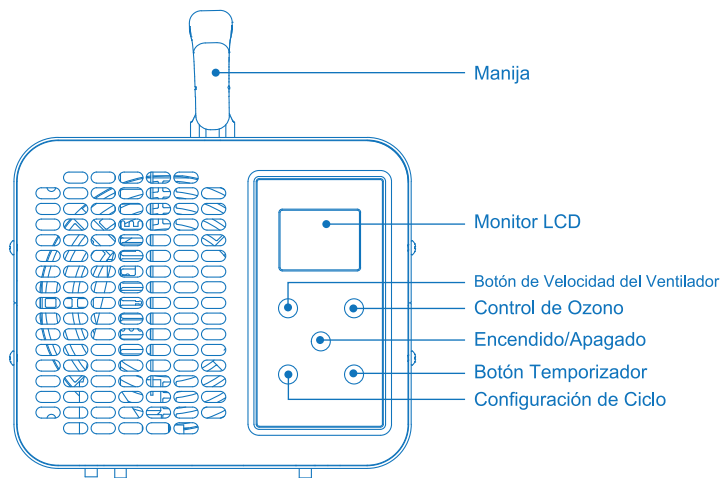 Manija
Monitor LCD
Botón de Velocidad del Ventilador
Control de Ozono
Encendido/Apagado
Botón Temporizador
Configuración de Ciclo